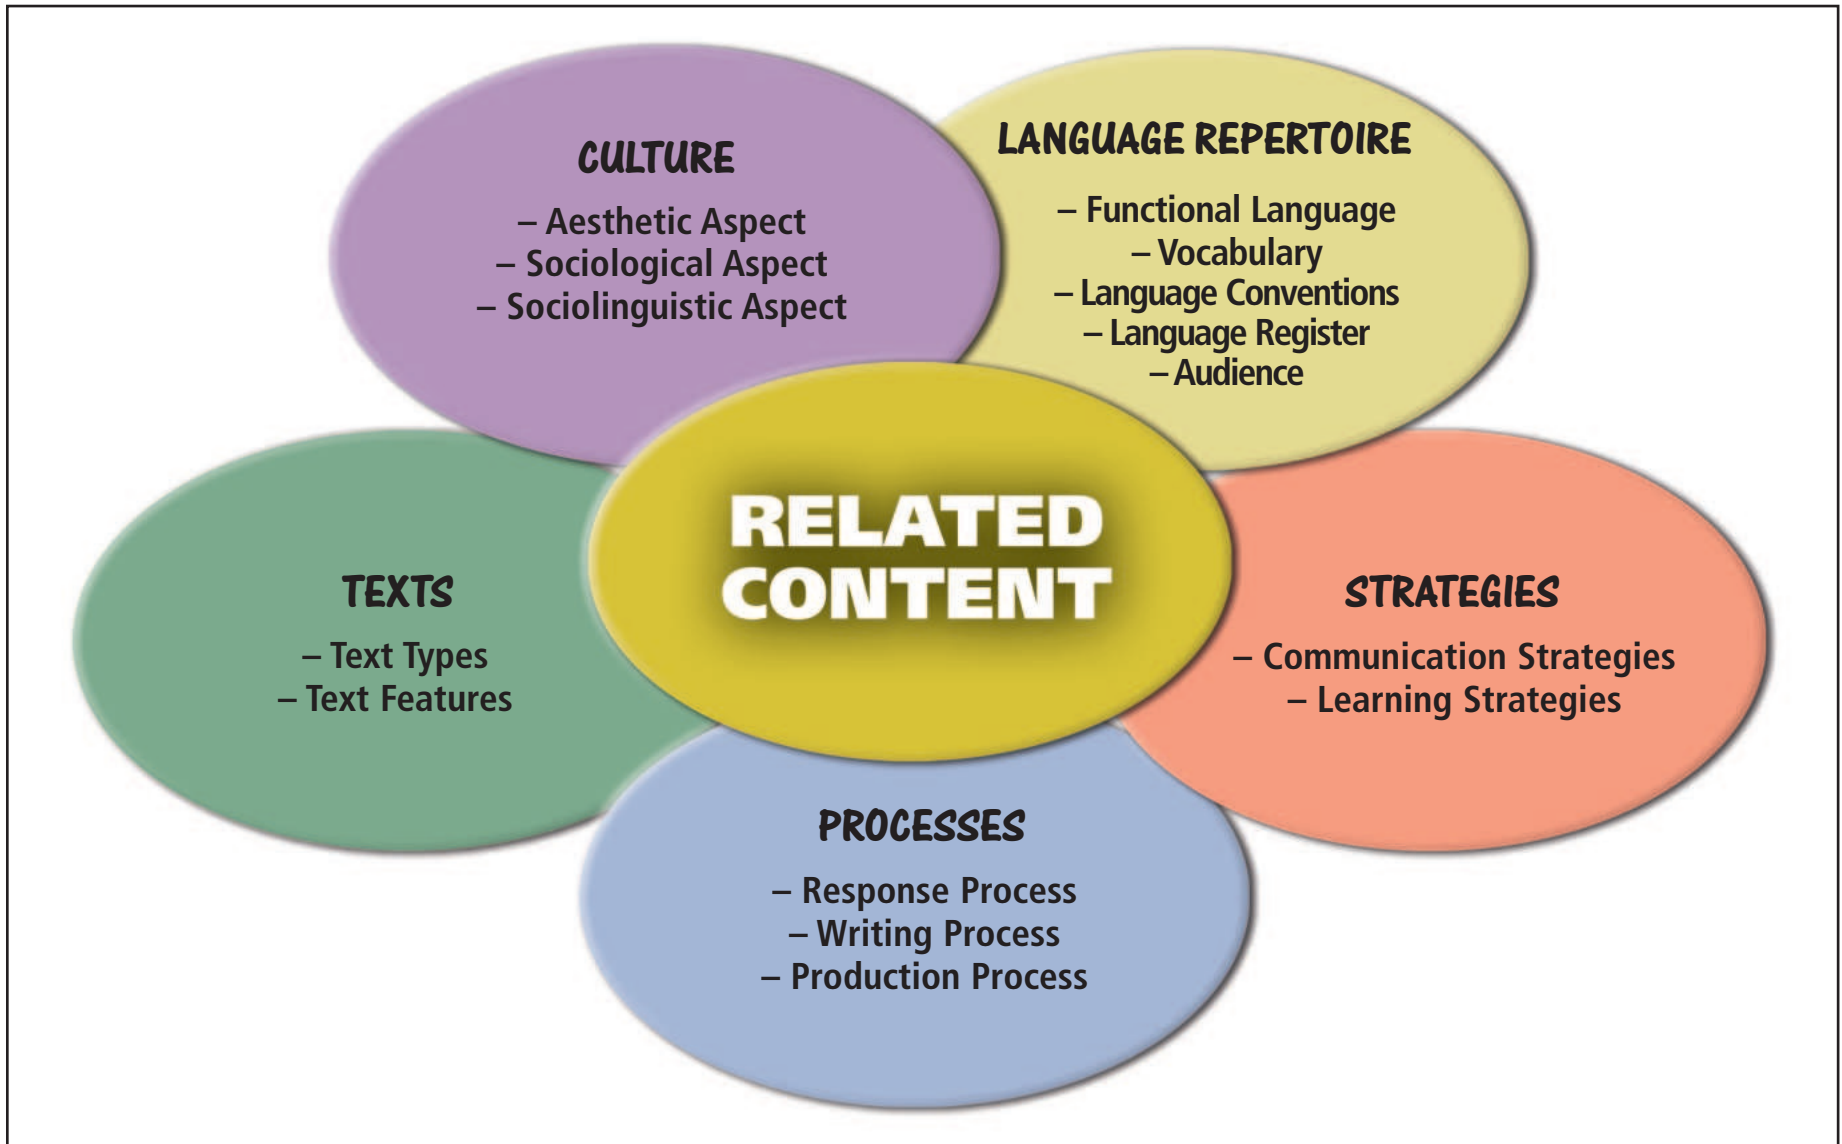 CULTURE
– Aesthetic Aspect
– Sociological Aspect
– Sociolinguistic Aspect
LANGUAGE REPERTOIRE
– Functional Language
– Vocabulary
– Language Conventions
– Language Register
– Audience
RELATED
CONTENT
TEXTS
– Text Types
– Text Features
STRATEGIES
– Communication Strategies
– Learning Strategies
PROCESSES
– Response Process
– Writing Process
– Production Process